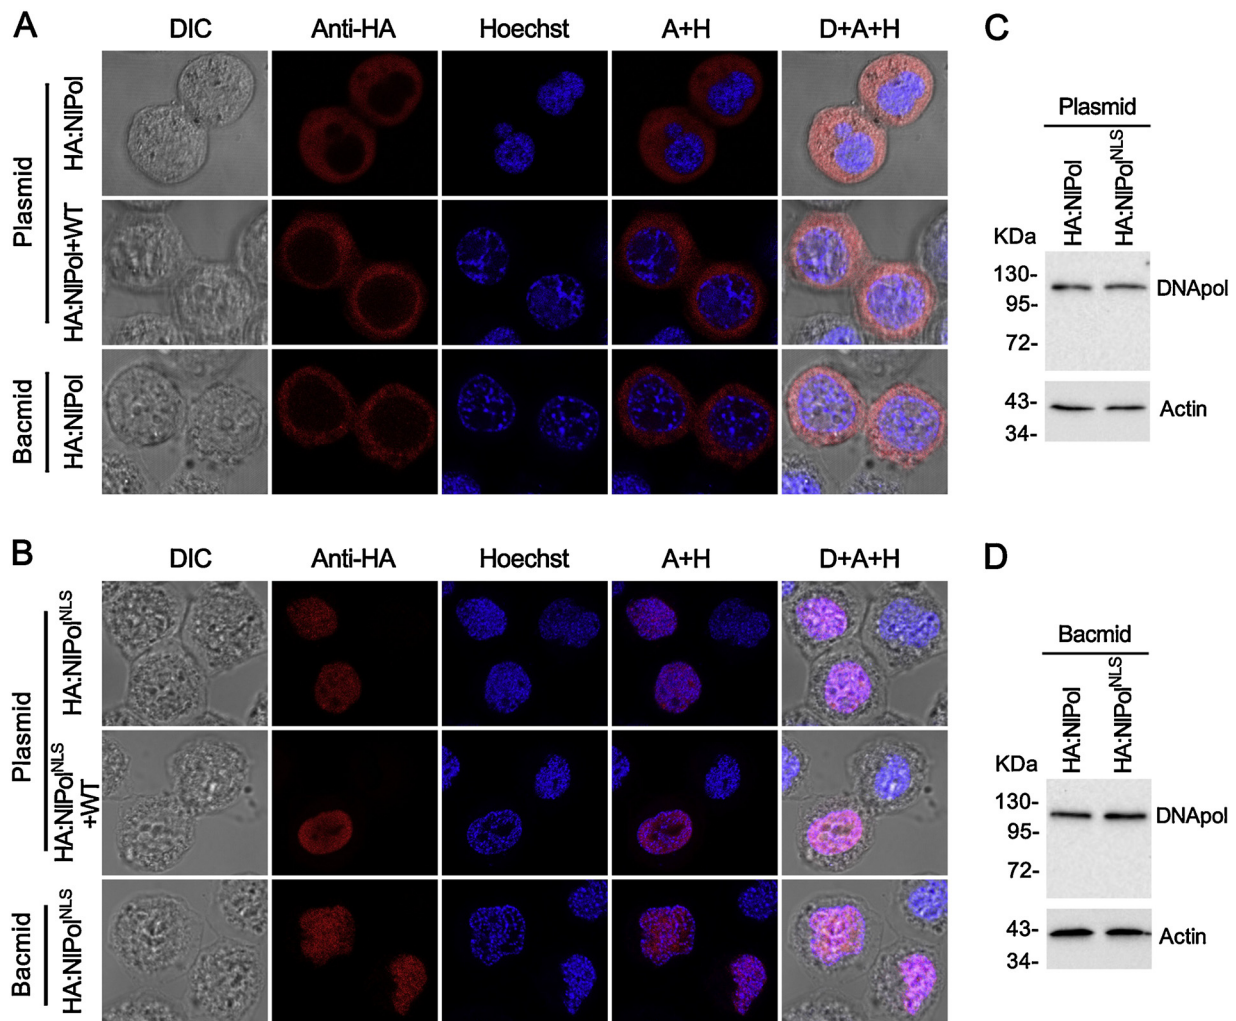 A
DIC Anti-HA Hoechst A+H D+A+H
Plasmid
HA:NIPol
HA:NIPol+WT
Bacmid
HA:NIPol
B
DIC Anti-HA Hoechst A+H D+A+H
Plasmid
HA:NIPolNLS
HA:NIPolNLS
+WT
Bacmid
HA:NIPolNLS
C
Plasmid
HA:NIPol
HA:NIPolNLS
KDa
130-
DNApol
95-
72-
43-
Actin
34-
D
Bacmid
HA:NIPol
HA:NIPolNLS
KDa
130-
DNApol
95-
72-
43-
Actin
34-